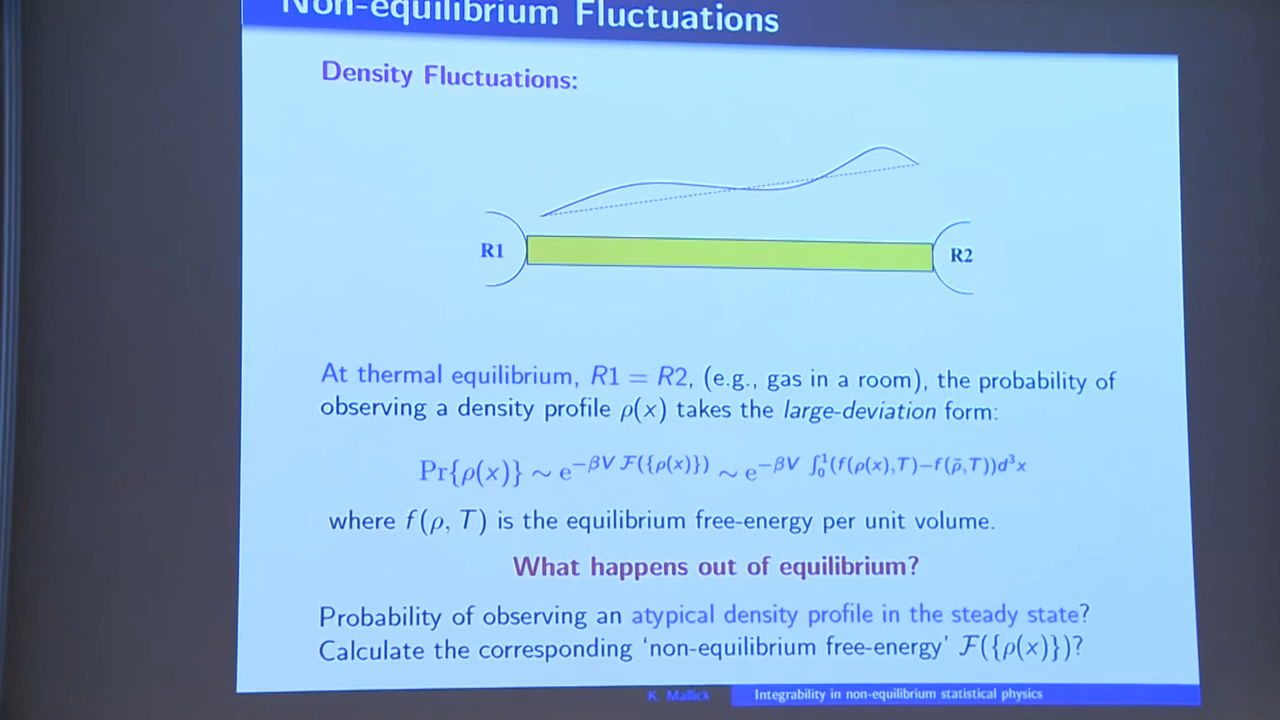 Non-equilibrium Fluctuations
Density Fluctuations:
R1
R2
At thermal equilibrium, R1 = R2, (e.g., gas in a room), the probability of
observing a density profile ρ(x) takes the large-deviation form:
Pr{ρ(x)} ∼ e^{−βV ℱ({ρ(x)})} ∼ e^{−βV ∫₀¹(f(ρ(x),T)−f(ρ̄,T))d³x}
where f(ρ, T) is the equilibrium free-energy per unit volume.
What happens out of equilibrium?
Probability of observing an atypical density profile in the steady state?
Calculate the corresponding ‘non-equilibrium free-energy’ ℱ({ρ(x)})?
K. Mallick
Integrability in non-equilibrium statistical physics